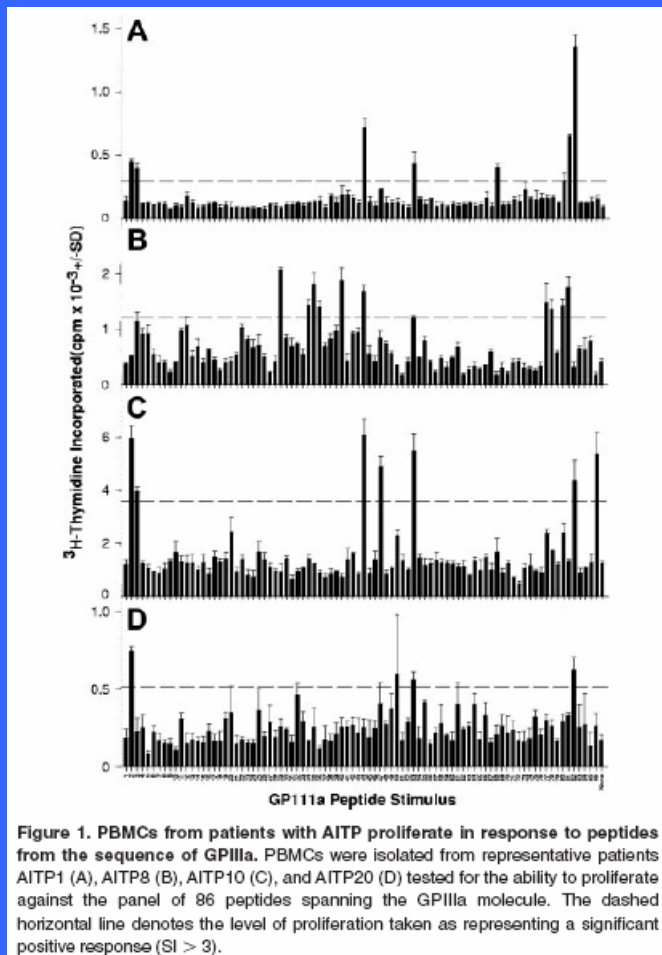 A
1.5
1.0
0.5
0
B
2
1
0
C
6
4
2
0
D
1.0
0.5
0
³H-Thymidine Incorporated(cpm x 10⁻³+/-SD)
GP111a Peptide Stimulus
Figure 1. PBMCs from patients with AITP proliferate in response to peptides
from the sequence of GPIIIa. PBMCs were isolated from representative patients
AITP1 (A), AITP8 (B), AITP10 (C), and AITP20 (D) tested for the ability to proliferate
against the panel of 86 peptides spanning the GPIIIa molecule. The dashed
horizontal line denotes the level of proliferation taken as representing a significant
positive response (SI > 3).